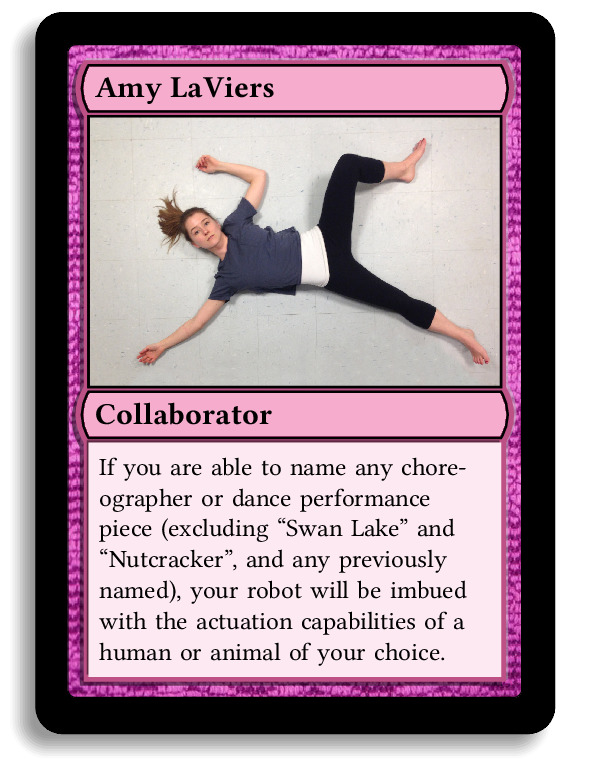 Amy LaViers
Collaborator
If you are able to name any chore-
ographer or dance performance
piece (excluding “Swan Lake” and
“Nutcracker”, and any previously
named), your robot will be imbued
with the actuation capabilities of a
human or animal of your choice.